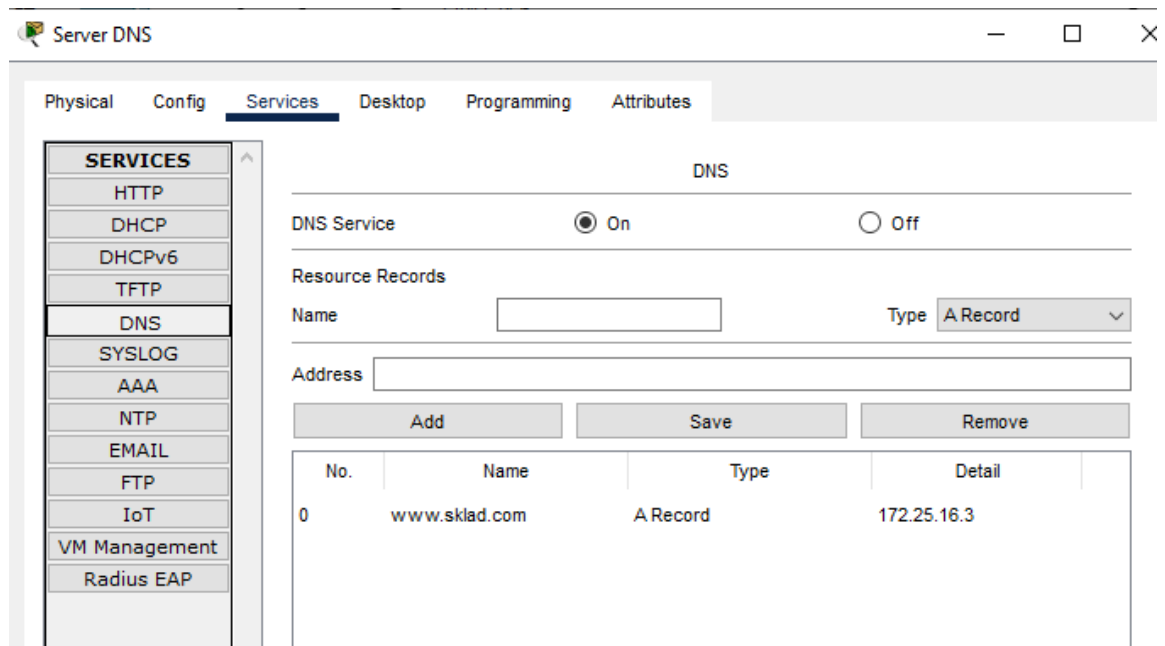 Server DNS
Physical Config Services Desktop Programming Attributes
SERVICES
HTTP
DHCP
DHCPv6
TFTP
DNS
SYSLOG
AAA
NTP
EMAIL
FTP
IoT
VM Management
Radius EAP
DNS
DNS Service On Off
Resource Records
Name Type A Record
Address
Add Save Remove
No. Name Type Detail
0 www.sklad.com A Record 172.25.16.3